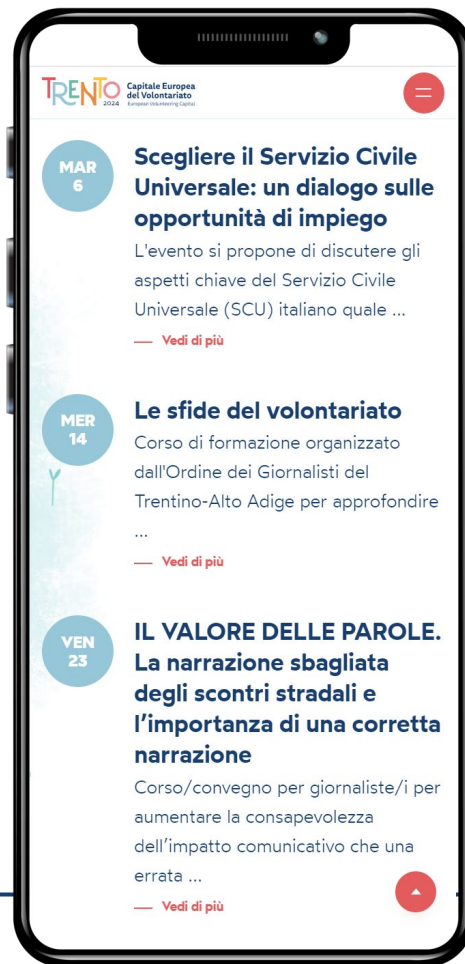 TRENTO
2024
Capitale Europea
del Volontariato
European Volunteering Capital
MAR
6
Scegliere il Servizio Civile
Universale: un dialogo sulle
opportunità di impiego
L'evento si propone di discutere gli
aspetti chiave del Servizio Civile
Universale (SCU) italiano quale ...
Vedi di più
MER
14
Le sfide del volontariato
Corso di formazione organizzato
dall'Ordine dei Giornalisti del
Trentino-Alto Adige per approfondire
...
Vedi di più
VEN
23
IL VALORE DELLE PAROLE.
La narrazione sbagliata
degli scontri stradali e
l’importanza di una corretta
narrazione
Corso/convegno per giornaliste/i per
aumentare la consapevolezza
dell’impatto comunicativo che una
errata ...
Vedi di più